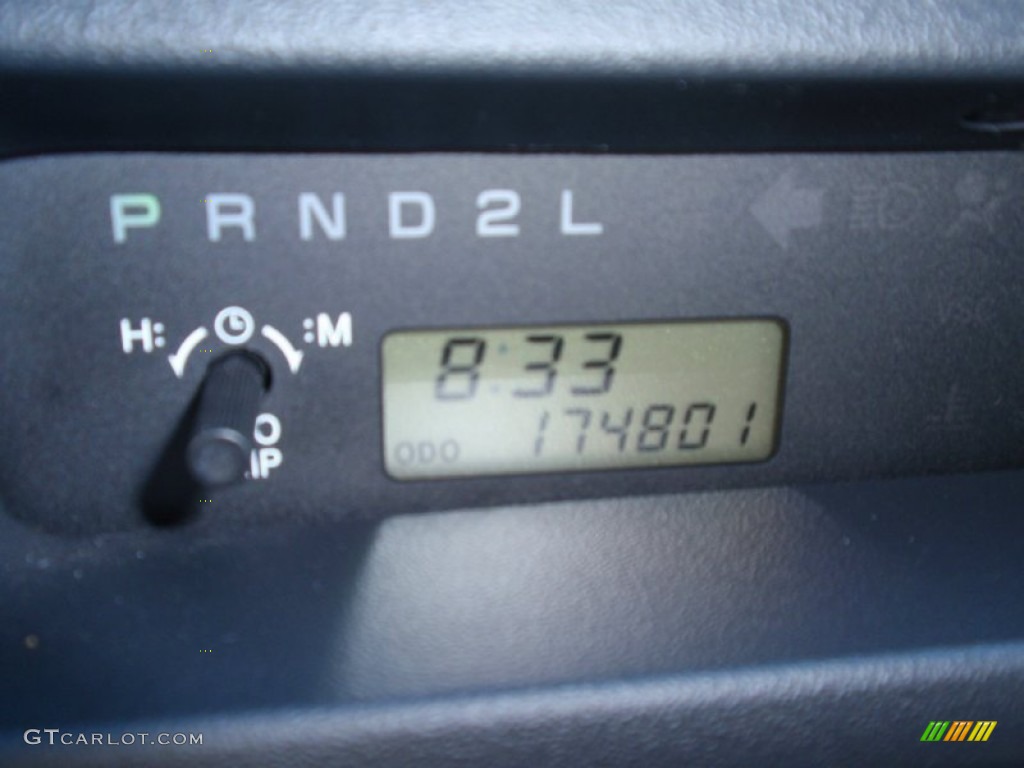 P R N D 2 L
H: :M
8:33
ODO 174801
GTCARLOT.COM